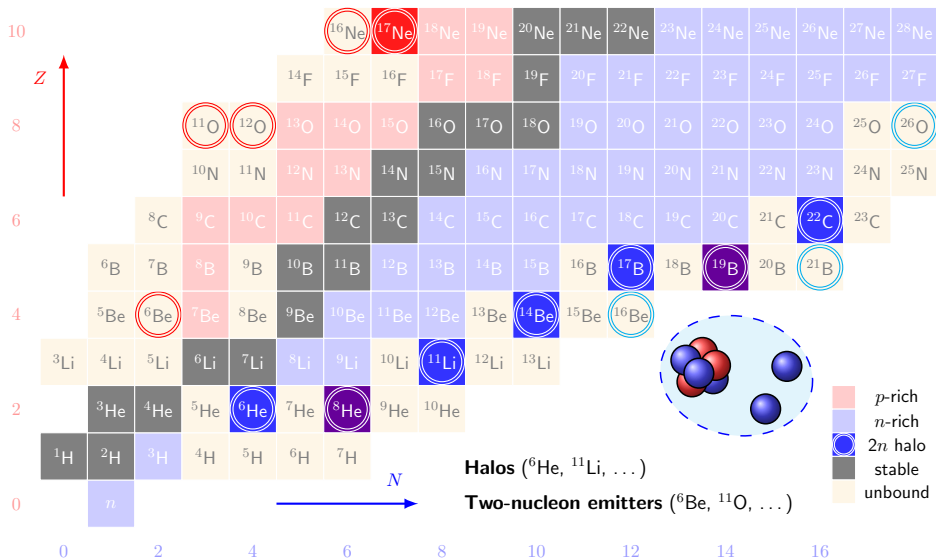 10 ¹⁶Ne ¹⁷Ne ¹⁸Ne ¹⁹Ne ²⁰Ne ²¹Ne ²²Ne ²³Ne ²⁴Ne ²⁵Ne ²⁶Ne ²⁷Ne ²⁸Ne
Z ¹⁴F ¹⁵F ¹⁶F ¹⁷F ¹⁸F ¹⁹F ²⁰F ²¹F ²²F ²³F ²⁴F ²⁵F ²⁶F ²⁷F
8 ¹¹O ¹²O ¹³O ¹⁴O ¹⁵O ¹⁶O ¹⁷O ¹⁸O ¹⁹O ²⁰O ²¹O ²²O ²³O ²⁴O ²⁵O ²⁶O
¹⁰N ¹¹N ¹²N ¹³N ¹⁴N ¹⁵N ¹⁶N ¹⁷N ¹⁸N ¹⁹N ²⁰N ²¹N ²²N ²³N ²⁴N ²⁵N
6 ⁸C ⁹C ¹⁰C ¹¹C ¹²C ¹³C ¹⁴C ¹⁵C ¹⁶C ¹⁷C ¹⁸C ¹⁹C ²⁰C ²¹C ²²C ²³C
⁶B ⁷B ⁸B ⁹B ¹⁰B ¹¹B ¹²B ¹³B ¹⁴B ¹⁵B ¹⁶B ¹⁷B ¹⁸B ¹⁹B ²⁰B ²¹B
4 ⁵Be ⁶Be ⁷Be ⁸Be ⁹Be ¹⁰Be ¹¹Be ¹²Be ¹³Be ¹⁴Be ¹⁵Be ¹⁶Be
³Li ⁴Li ⁵Li ⁶Li ⁷Li ⁸Li ⁹Li ¹⁰Li ¹¹Li ¹²Li ¹³Li
2 ³He ⁴He ⁵He ⁶He ⁷He ⁸He ⁹He ¹⁰He
¹H ²H ³H ⁴H ⁵H ⁶H ⁷H
0 n
N
Halos (⁶He, ¹¹Li, ...)
Two-nucleon emitters (⁶Be, ¹¹O, ...)
p-rich
n-rich
2n halo
stable
unbound
0 2 4 6 8 10 12 14 16